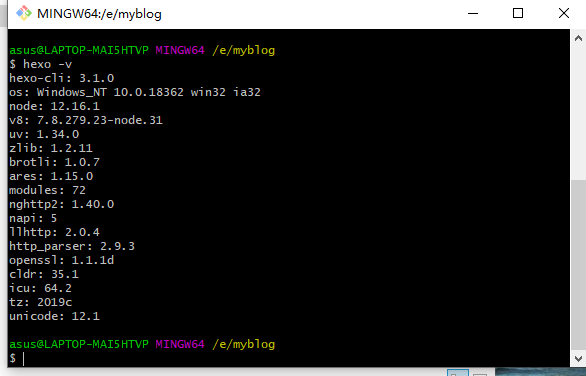 MINGW64:/e/myblog
asus@LAPTOP-MAI5HTVP MINGW64 /e/myblog
$ hexo -v
hexo-cli: 3.1.0
os: Windows_NT 10.0.18362 win32 ia32
node: 12.16.1
v8: 7.8.279.23-node.31
uv: 1.34.0
zlib: 1.2.11
brotli: 1.0.7
ares: 1.15.0
modules: 72
nghttp2: 1.40.0
napi: 5
llhttp: 2.0.4
http_parser: 2.9.3
openssl: 1.1.1d
cldr: 35.1
icu: 64.2
tz: 2019c
unicode: 12.1
asus@LAPTOP-MAI5HTVP MINGW64 /e/myblog
$